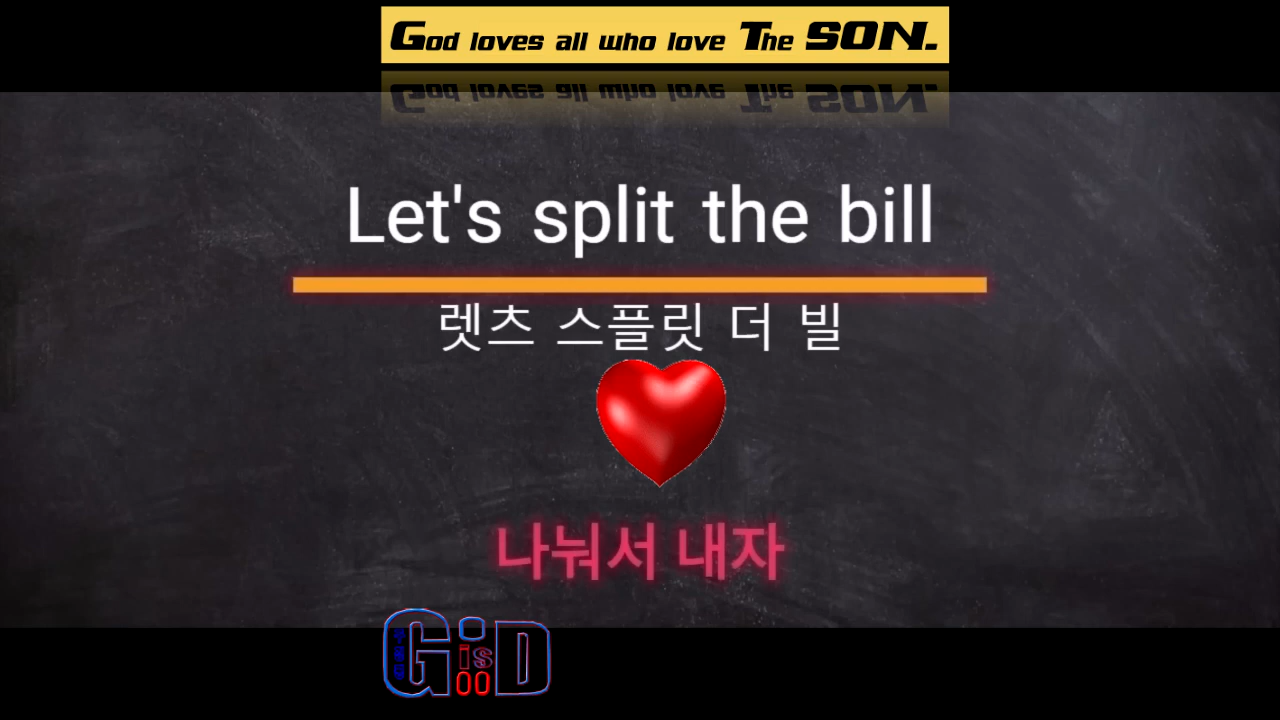 God loves all who love The SON.
Let's split the bill
렛츠 스플릿 더 빌
나눠서 내자
G is D